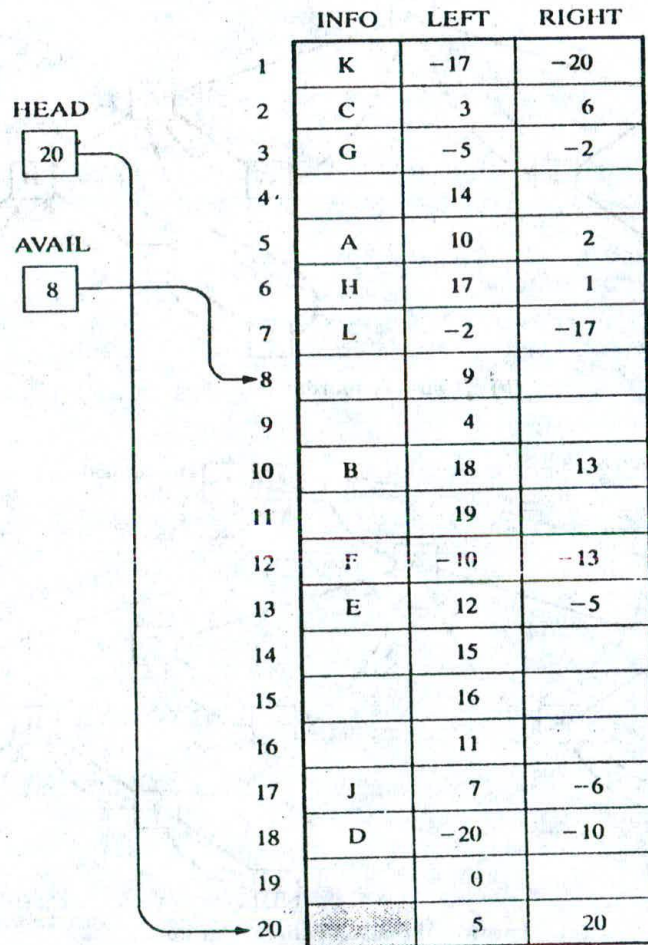 INFO LEFT RIGHT
1 K −17 −20
HEAD
2 C 3 6
20
3 G −5 −2
4 14
AVAIL
5 A 10 2
8
6 H 17 1
7 L −2 −17
8 9
9 4
10 B 18 13
11 19
12 F −10 −13
13 E 12 −5
14 15
15 16
16 11
17 J 7 −6
18 D −20 −10
19 0
20 5 20